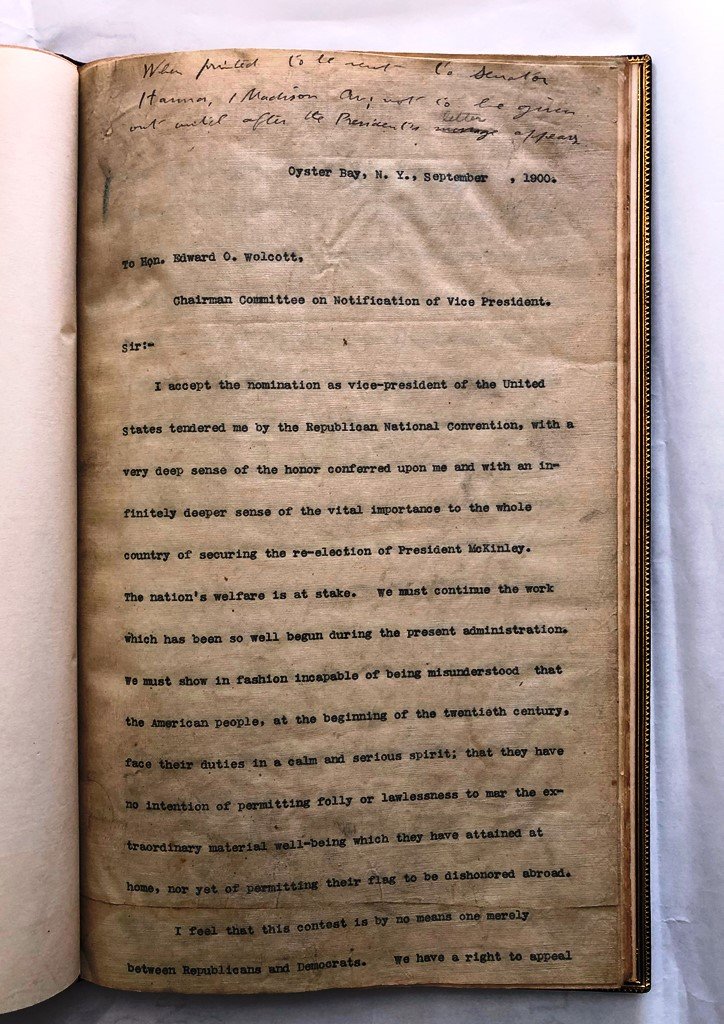 When printed to be sent to Senator
Hanna, 1 Madison Av; not to be given
out until after the President's letter message appears
Oyster Bay, N. Y., September , 1900.
To Hon. Edward O. Wolcott,
Chairman Committee on Notification of Vice President.
Sir:-
I accept the nomination as vice-president of the United
States tendered me by the Republican National Convention, with a
very deep sense of the honor conferred upon me and with an in-
finitely deeper sense of the vital importance to the whole
country of securing the re-election of President McKinley.
The nation's welfare is at stake. We must continue the work
which has been so well begun during the present administration.
We must show in fashion incapable of being misunderstood that
the American people, at the beginning of the twentieth century,
face their duties in a calm and serious spirit; that they have
no intention of permitting folly or lawlessness to mar the ex-
traordinary material well-being which they have attained at
home, nor yet of permitting their flag to be dishonored abroad.
I feel that this contest is by no means one merely
between Republicans and Democrats. We have a right to appeal